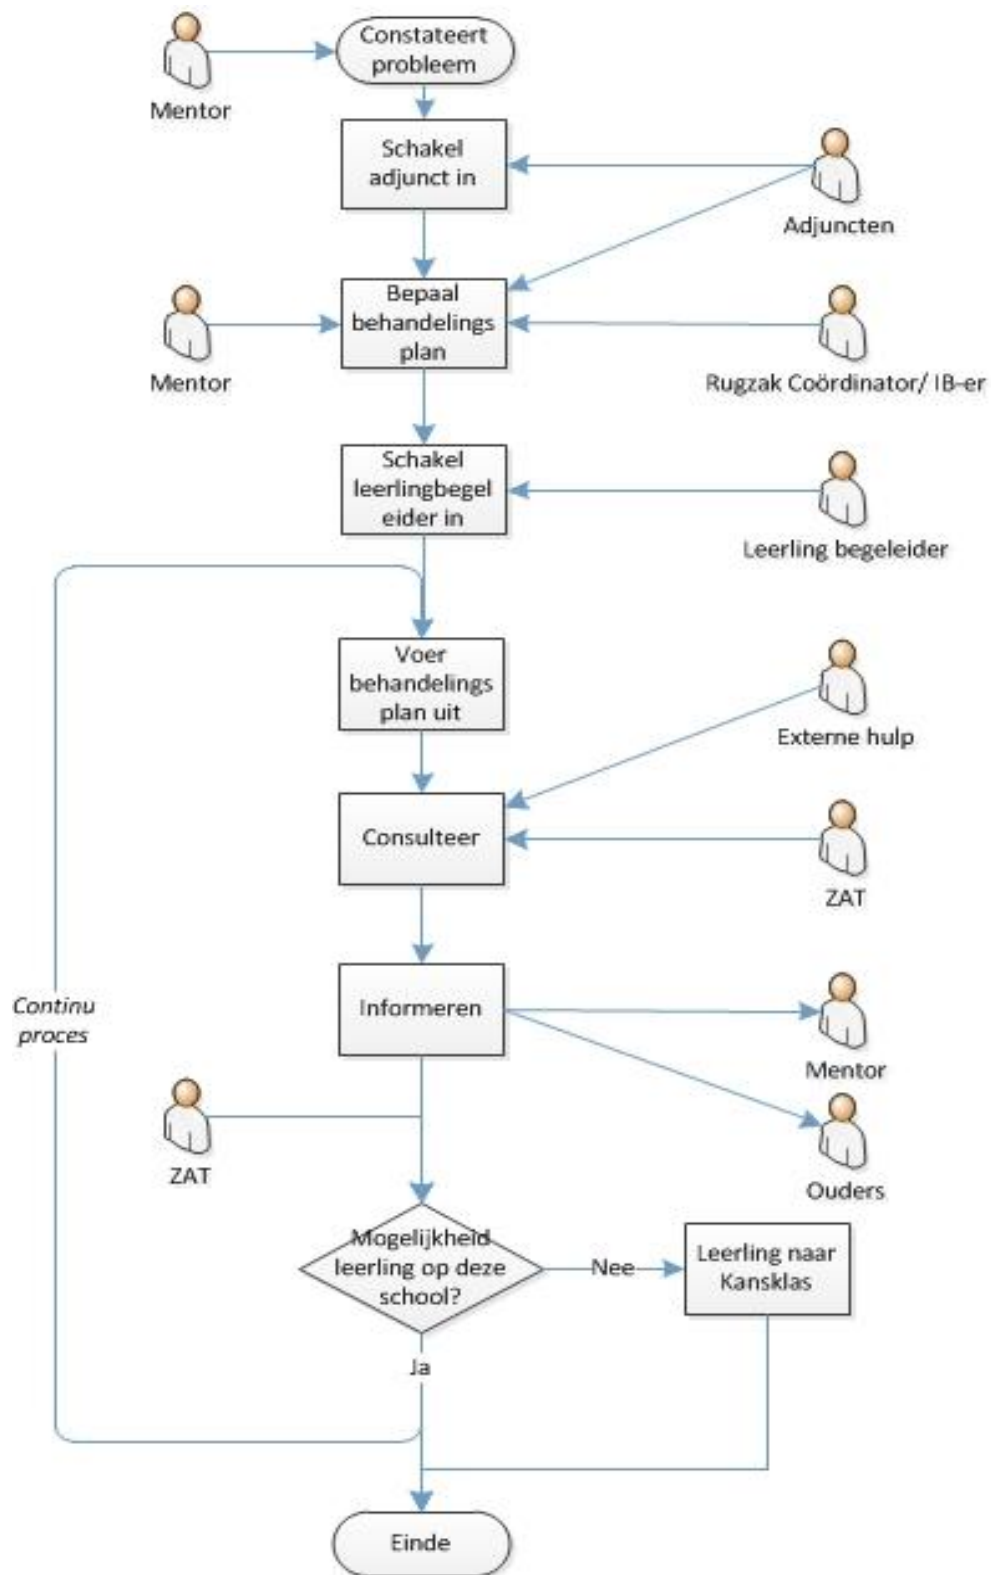 Constateert
probleem
Mentor
Schakel
adjunct in
Adjuncten
Bepaal
behandelings
plan
Mentor
Rugzak Coördinator/ IB-er
Schakel
leerlingbegel
eider in
Leerling begeleider
Voer
behandelings
plan uit
Externe hulp
Consulteer
ZAT
Informeren
Continu
proces
Mentor
ZAT
Ouders
Mogelijkheid
leerling op deze
school?
Nee
Leerling naar
Kansklas
Ja
Einde